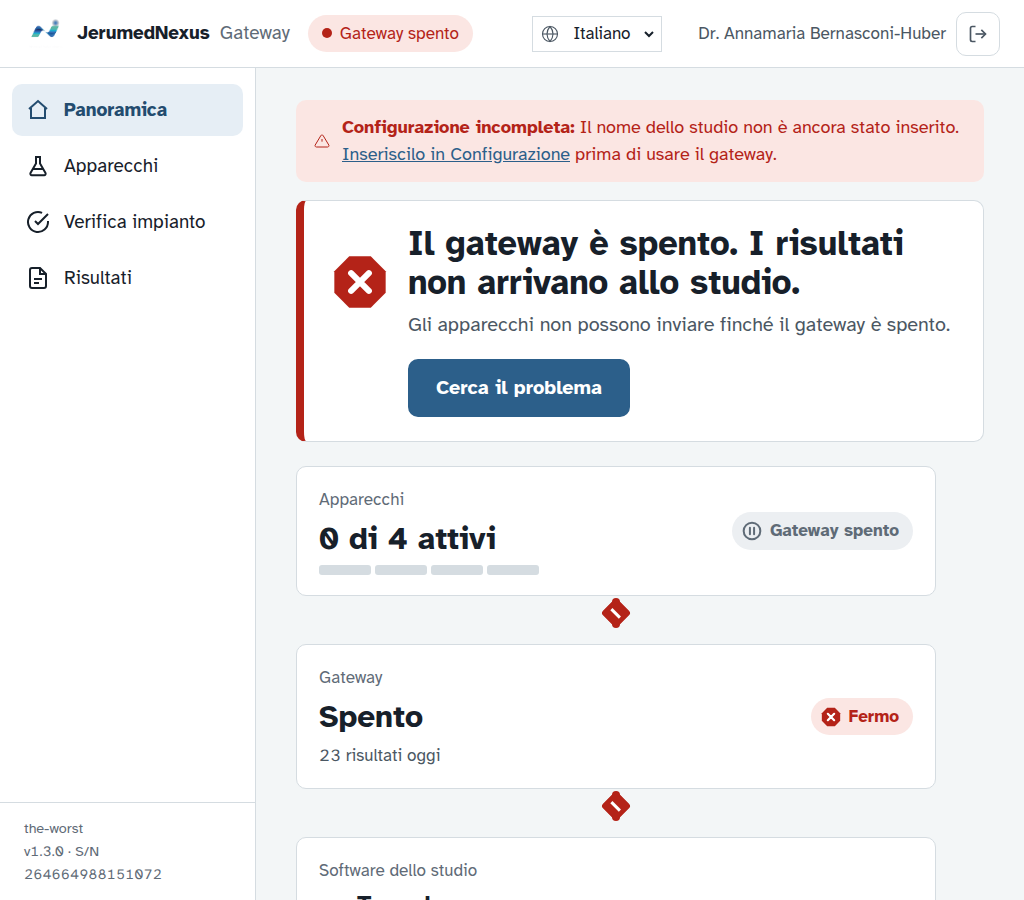 JerumedNexus Gateway
Gateway spento
Italiano
Dr. Annamaria Bernasconi-Huber
Panoramica
Apparecchi
Verifica impianto
Risultati
the-worst
v1.3.0 · S/N
264664988151072
Configurazione incompleta: Il nome dello studio non è ancora stato inserito.
Inseriscilo in Configurazione prima di usare il gateway.
Il gateway è spento. I risultati
non arrivano allo studio.
Gli apparecchi non possono inviare finché il gateway è spento.
Cerca il problema
Apparecchi
0 di 4 attivi
Gateway spento
Gateway
Spento
23 risultati oggi
Fermo
Software dello studio